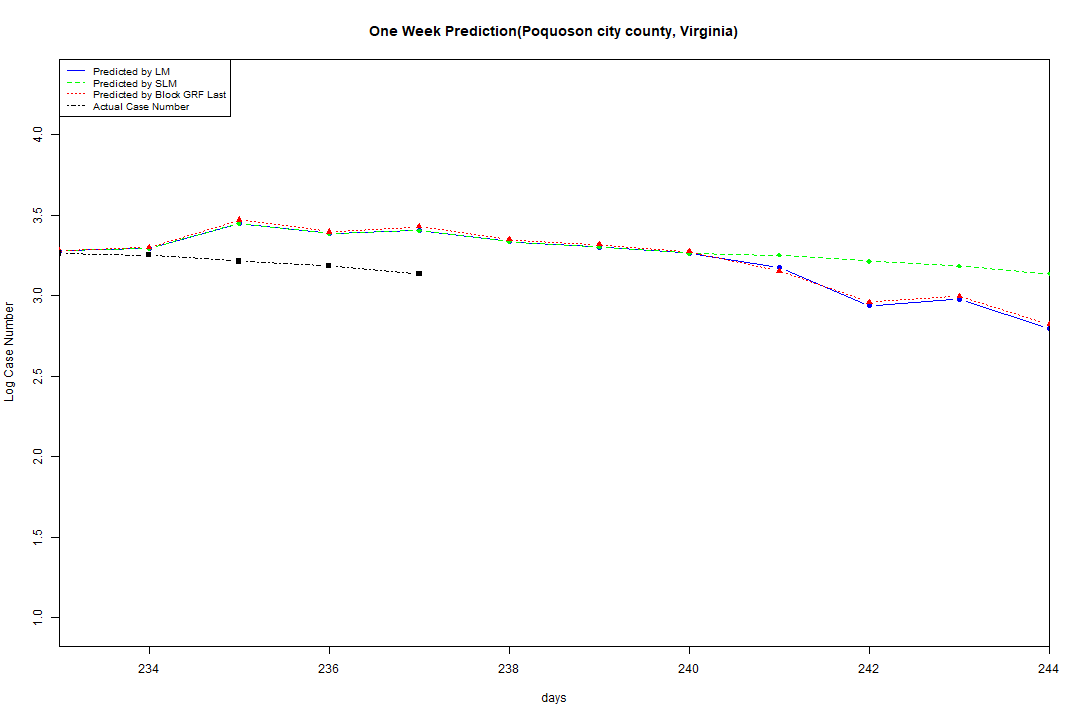 One Week Prediction(Poquoson city county, Virginia)
Predicted by LM
Predicted by SLM
Predicted by Block GRF Last
Actual Case Number
Log Case Number
4.0
3.5
3.0
2.5
2.0
1.5
1.0
234 236 238 240 242 244
days